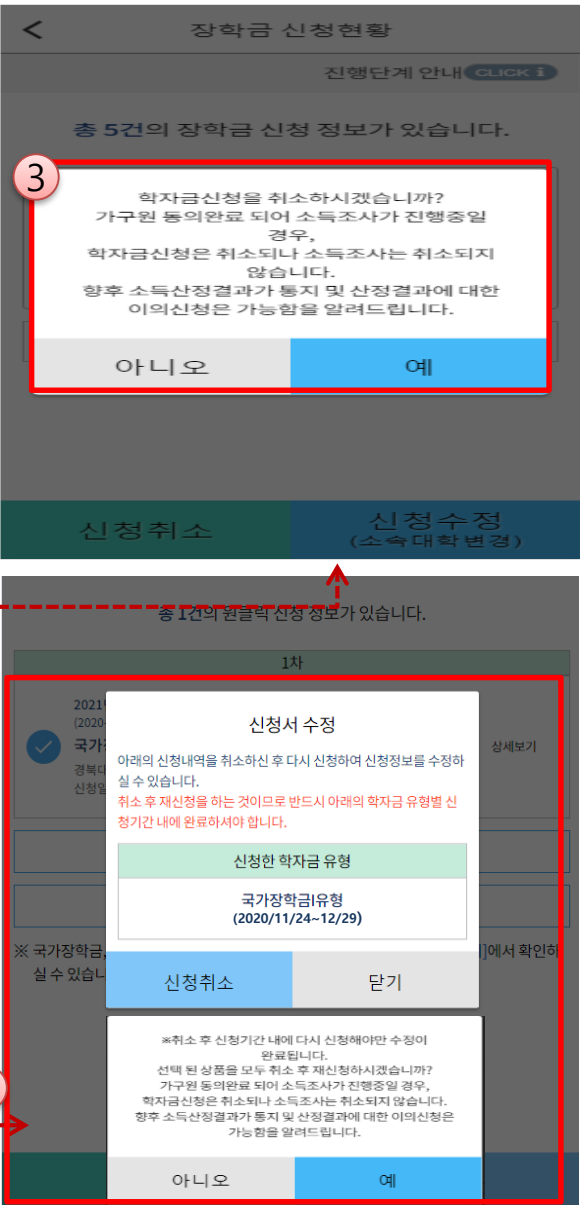 장학금 신청현황
진행단계 안내 CLICK i
총 5건의 장학금 신청 정보가 있습니다.
3
학자금신청을 취소하시겠습니까?
가구원 동의완료 되어 소득조사가 진행중일
경우,
학자금신청은 취소되나 소득조사는 취소되지
않습니다.
향후 소득산정결과가 통지 및 산정결과에 대한
이의신청은 가능함을 알려드립니다.
아니오 예
신청취소 신청수정
(소속대학변경)
총 1건의 원클릭 신청 정보가 있습니다.
1차
2021
(2020-
국가
경북대
신청일
상세보기
신청서 수정
아래의 신청내역을 취소하신 후 다시 신청하여 신청정보를 수정하
실 수 있습니다.
취소 후 재신청을 하는 것이므로 반드시 아래의 학자금 유형별 신
청기간 내에 완료하셔야 합니다.
신청한 학자금 유형
국가장학금I유형
(2020/11/24~12/29)
신청취소 닫기
※ 국가장학금,
]에서 확인하
실 수 있습니
※취소 후 신청기간 내에 다시 신청해야만 수정이
완료됩니다.
선택 된 상품을 모두 취소 후 재신청하시겠습니까?
가구원 동의완료 되어 소득조사가 진행중일 경우,
학자금신청은 취소되나 소득조사는 취소되지 않습니다.
향후 소득산정결과가 통지 및 산정결과에 대한 이의신청은
가능함을 알려드립니다.
아니오 예